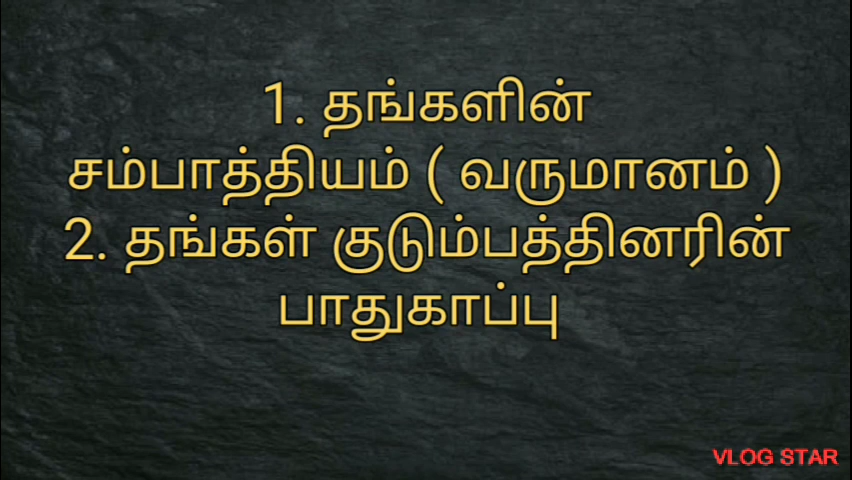 1. தங்களின்
சம்பாத்தியம் ( வருமானம் )
2. தங்கள் குடும்பத்தினரின்
பாதுகாப்பு
VLOG STAR